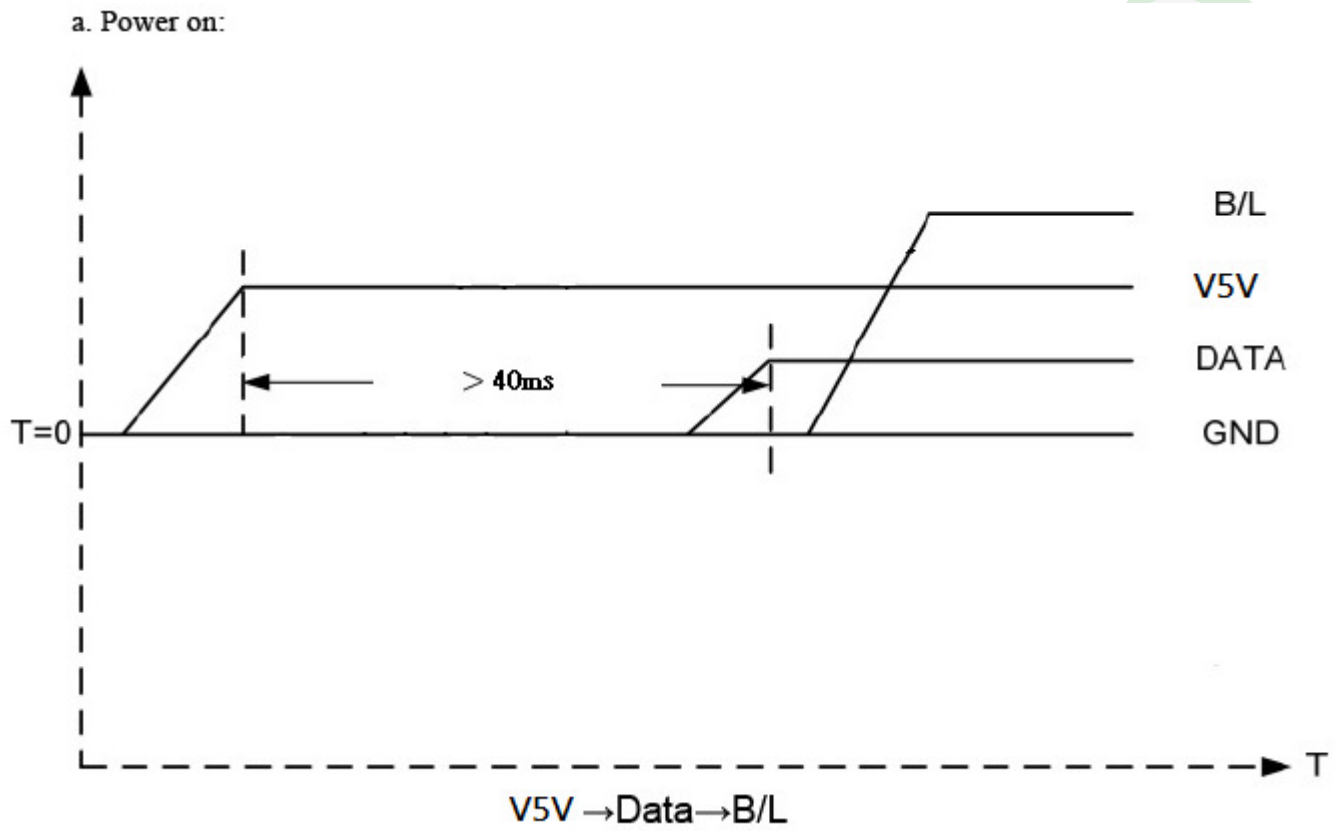 a. Power on:
B/L
V5V
DATA
> 40ms
T=0
GND
T
V5V →Data→B/L